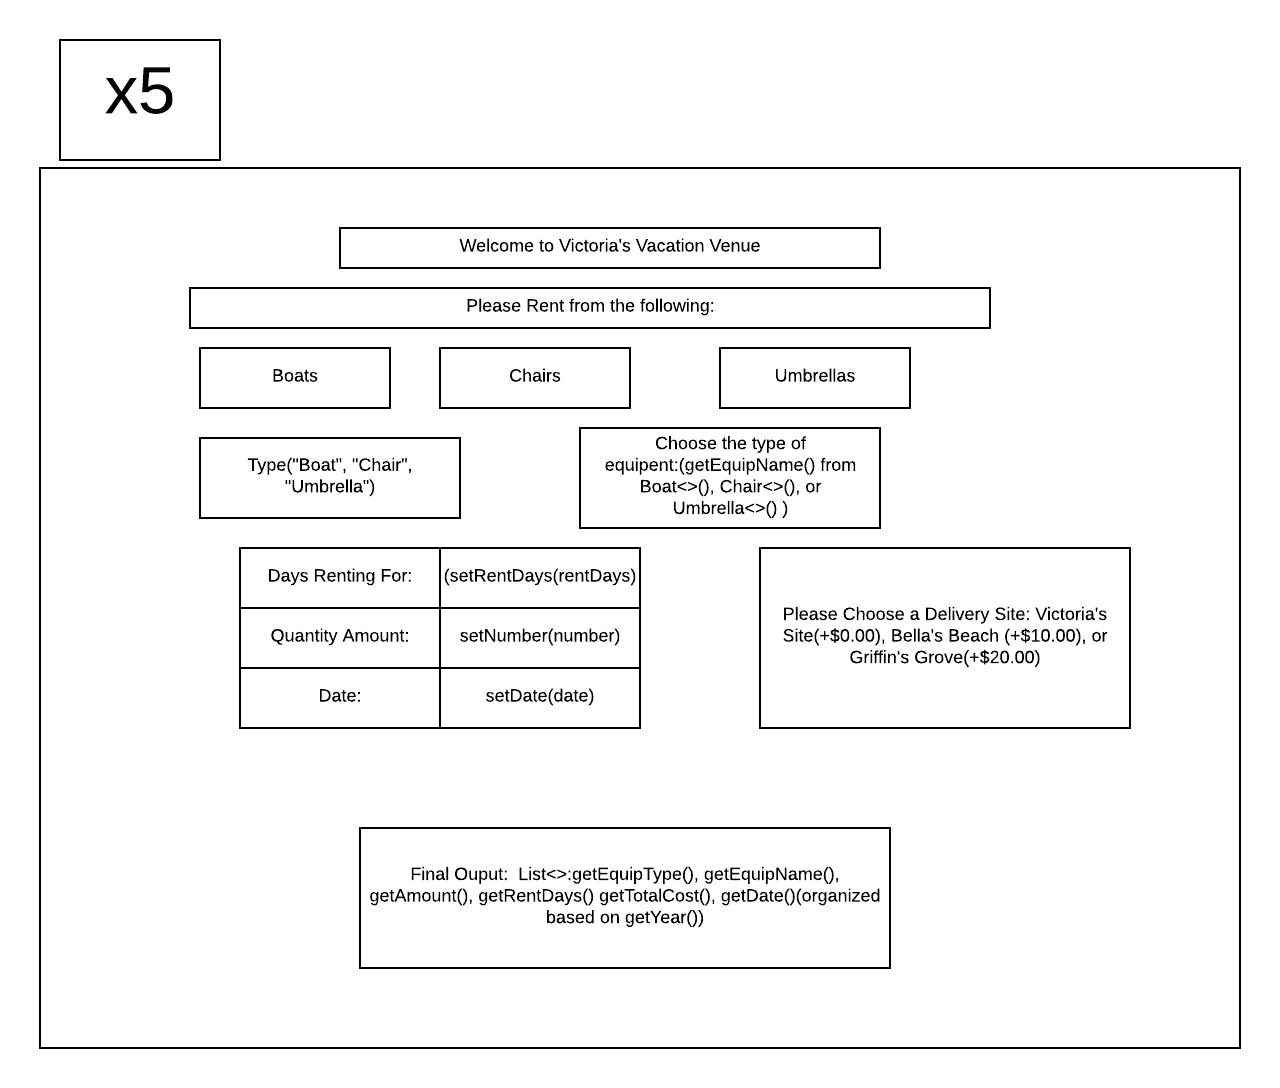 x5
Welcome to Victoria's Vacation Venue
Please Rent from the following:
Boats
Chairs
Umbrellas
Type("Boat", "Chair",
"Umbrella")
Choose the type of
equipent:(getEquipName() from
Boat<>(), Chair<>(), or
Umbrella<>() )
Days Renting For:
(setRentDays(rentDays)
Quantity Amount:
setNumber(number)
Date:
setDate(date)
Please Choose a Delivery Site: Victoria's
Site(+$0.00), Bella's Beach (+$10.00), or
Griffin's Grove(+$20.00)
Final Ouput:  List<>:getEquipType(), getEquipName(),
getAmount(), getRentDays() getTotalCost(), getDate()(organized
based on getYear())